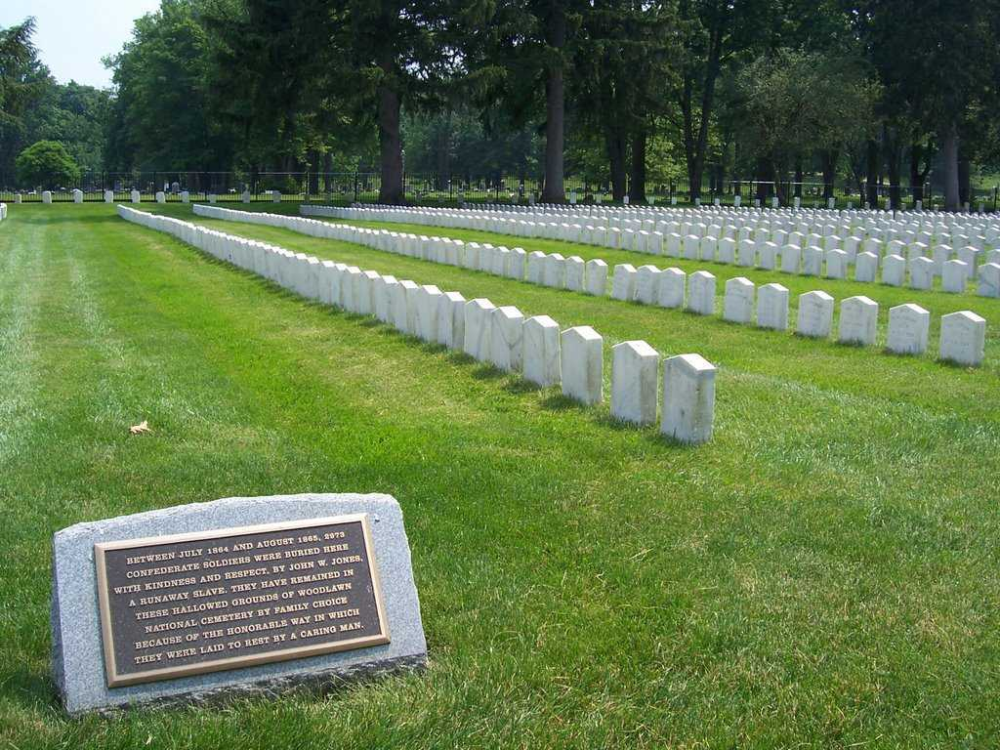 BETWEEN JULY 1864 AND AUGUST 1865, 2973
CONFEDERATE SOLDIERS WERE BURIED HERE
WITH KINDNESS AND RESPECT, BY JOHN W. JONES,
A RUNAWAY SLAVE. THEY HAVE REMAINED IN
THESE HALLOWED GROUNDS OF WOODLAWN
NATIONAL CEMETERY BY FAMILY CHOICE
BECAUSE OF THE HONORABLE WAY IN WHICH
THEY WERE LAID TO REST BY A CARING MAN.